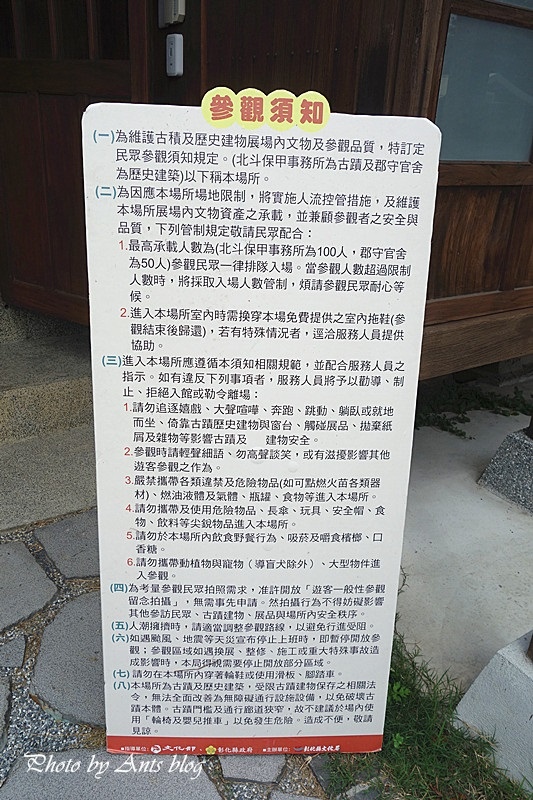 參觀須知
(一)為維護古積及歷史建物展場內文物及參觀品質，特訂定
民眾參觀須知規定。(北斗保甲事務所為古蹟及郡守官舍
為歷史建築)以下稱本場所。
(二)為因應本場所場地限制，將實施人流控管措施，及維護
本場所展場內文物資產之承載，並兼顧參觀者之安全與
品質，下列管制規定敬請民眾配合：
1.最高承載人數為(北斗保甲事務所為100人，郡守官舍
為50人)參觀民眾一律排隊入場。當參觀人數超過限制
人數時，將採取入場人數管制，煩請參觀民眾耐心等
候。
2.進入本場所室內時需換穿本場免費提供之室內拖鞋(參
觀結束後歸還)，若有特殊情況者，逕洽服務人員提供
協助。
(三)進入本場所應遵循本須知相關規範，並配合服務人員之
指示。如有違反下列事項者，服務人員將予以勸導、制
止、拒絕入館或勒令離場：
1.請勿追逐嬉戲、大聲喧嘩、奔跑、跳動、躺臥或就地
而坐、倚靠古蹟歷史建物與窗台、觸碰展品、拋棄紙
屑及雜物等影響古蹟及 建物安全。
2.參觀時請輕聲細語、勿高聲談笑，或有滋擾影響其他
遊客參觀之作為。
3.嚴禁攜帶各類違禁及危險物品(如可點燃火苗各類器
材)、燃油液體及氣體、瓶罐、食物等進入本場所。
4.請勿攜帶及使用危險物品、長傘、玩具、安全帽、食
物、飲料等尖銳物品進入本場所。
5.請勿於本場所內飲食野餐行為、吸菸及嚼食檳榔、口
香糖。
6.請勿攜帶動植物與寵物（導盲犬除外）、大型物件進
入參觀。
(四)為考量參觀民眾拍照需求，准許開放「遊客一般性參觀
留念拍攝」，無需事先申請。然拍攝行為不得妨礙影響
其他參訪民眾、古蹟建物、展品與場所內安全秩序。
(五)人潮擁擠時，請適當調整參觀路線，以避免行進受阻。
(六)如遇颱風、地震等天災宣布停止上班時，即暫停開放參
觀；參觀區域如遇換展、整修、施工或重大特殊事故造
成影響時，本局得視需要停止開放部分區域。
(七)請勿在本場所內穿著輪鞋或使用滑板、腳踏車。
(八)本場所為古蹟及歷史建築，受限古蹟建物保存之相關法
令，無法全面改善為無障礙通行設施設備，以免破壞古
蹟本體。古蹟門檻及通行廊道狹窄，故不建議於場內使
用「輪椅及嬰兒推車」以免發生危險。造成不便，敬請
見諒。
■指導單位： 文化部・ 彰化縣政府 ■主辦單位： 彰化縣文化局
Photo by Ants blog